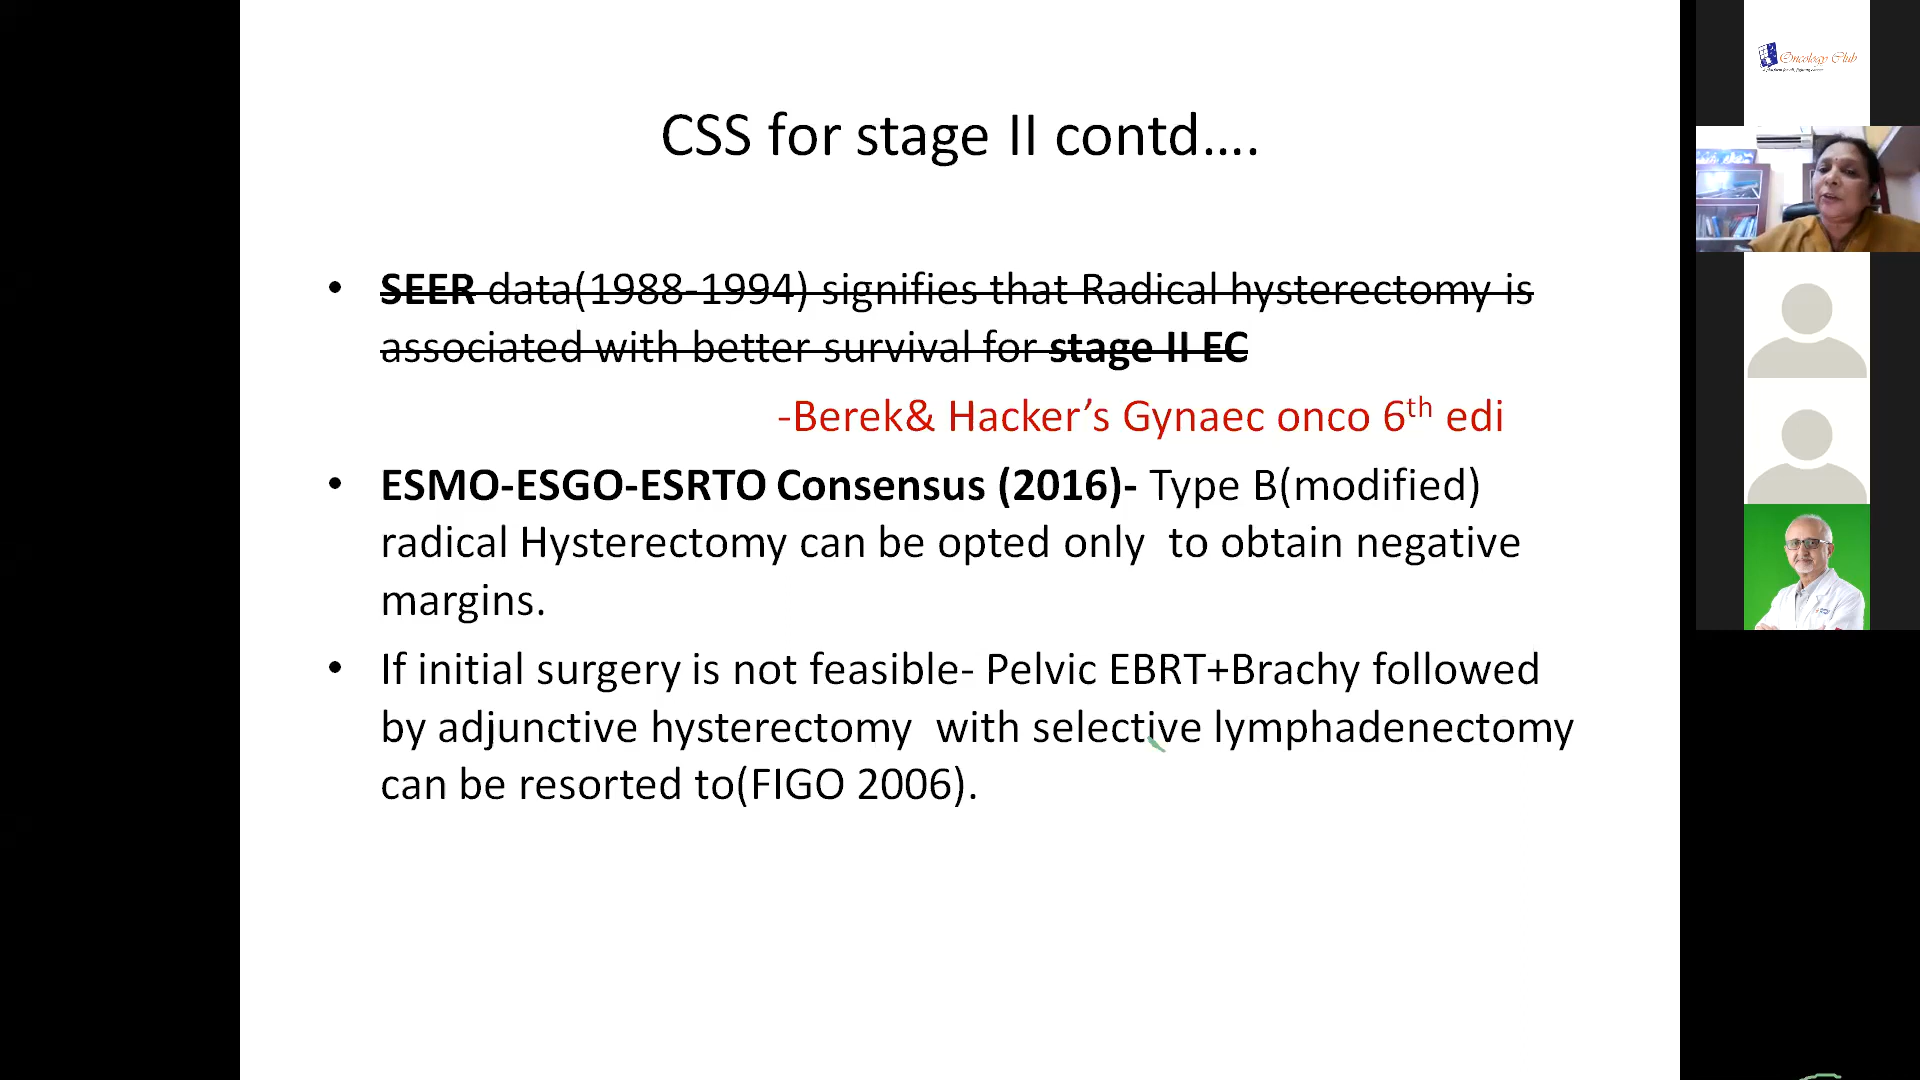 CSS for stage II contd....
• SEER data(1988-1994) signifies that Radical hysterectomy is
associated with better survival for stage II EC
-Berek& Hacker’s Gynaec onco 6th edi
• ESMO-ESGO-ESRTO Consensus (2016)- Type B(modified)
radical Hysterectomy can be opted only to obtain negative
margins.
• If initial surgery is not feasible- Pelvic EBRT+Brachy followed
by adjunctive hysterectomy with selective lymphadenectomy
can be resorted to(FIGO 2006).
Oncology Club